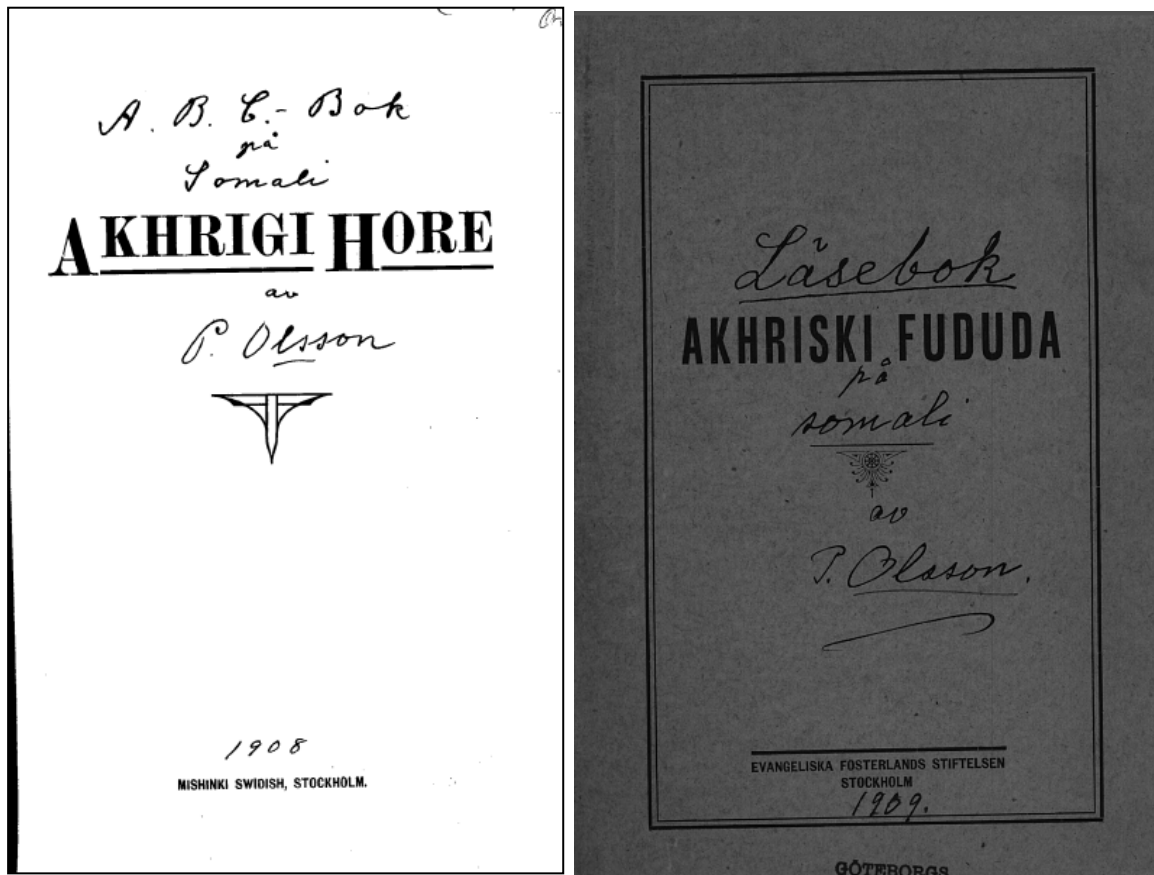 A. B. C.- Bok
på
Somali
AKHRIGI HORE
av
P. Olsson
1908
MISHINKI SWIDISH, STOCKHOLM.
Läsebok
AKHRISKI FUDUDA
på
somali
av
P. Olsson.
EVANGELISKA FOSTERLANDS STIFTELSEN
STOCKHOLM
1909.
GÖTEBORGS